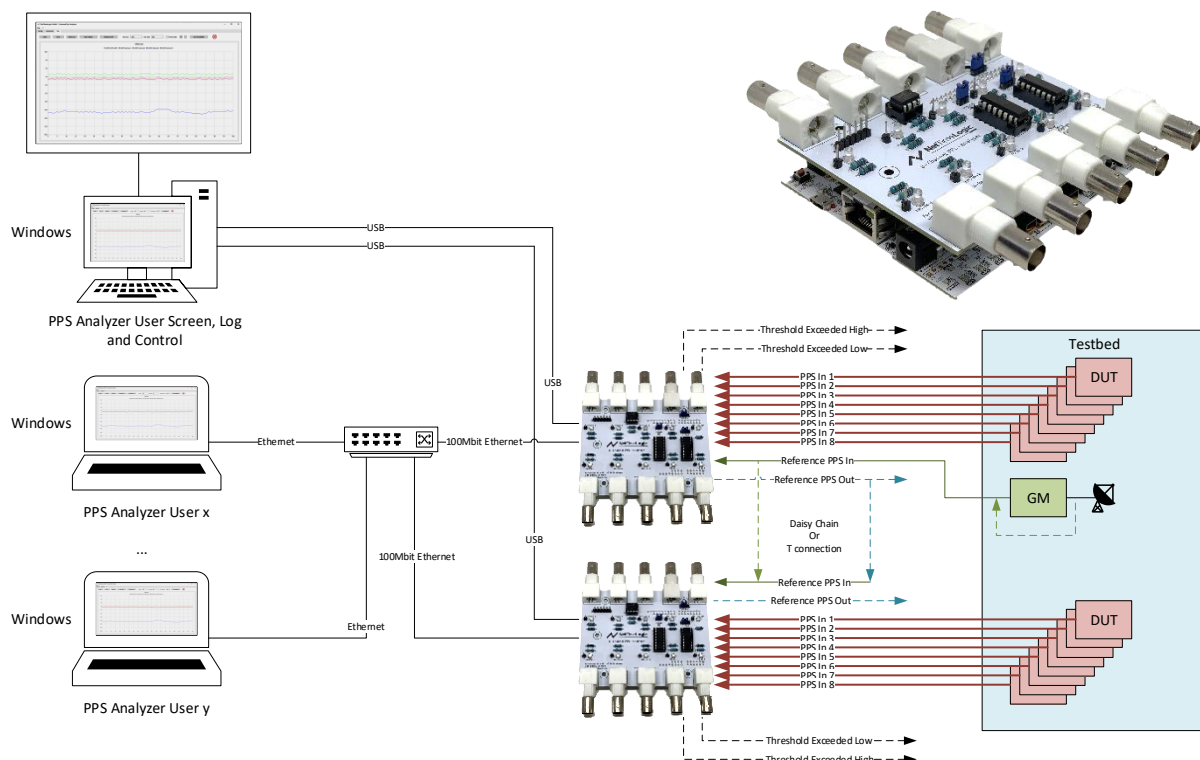 Windows
USB
USB
PPS Analyzer User Screen, Log
and Control
Threshold Exceeded High
Threshold Exceeded Low
Testbed
DUT
PPS In 1
PPS In 2
PPS In 3
PPS In 4
PPS In 5
PPS In 6
PPS In 7
PPS In 8
USB
Windows
Ethernet
100Mbit Ethernet
Reference PPS In
Reference PPS Out
GM
PPS Analyzer User x
Daisy Chain
Or
T connection
...
USB
100Mbit Ethernet
Reference PPS In
Reference PPS Out
Windows
Ethernet
DUT
PPS In 1
PPS In 2
PPS In 3
PPS In 4
PPS In 5
PPS In 6
PPS In 7
PPS In 8
PPS Analyzer User y
Threshold Exceeded Low
Threshold Exceeded High